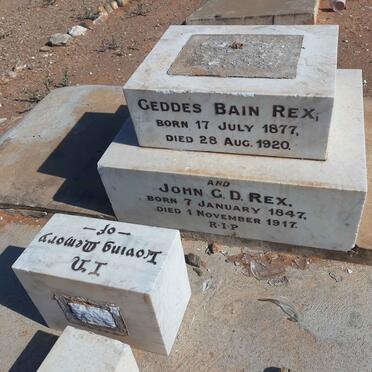 In
Loving Memory
— of —
GEDDES BAIN REX,
BORN 17 JULY 1877,
DIED 28 AUG. 1920.
AND
JOHN G. D. REX.
BORN 7 JANUARY 1847,
DIED 1 NOVEMBER 1917.
R.I.P